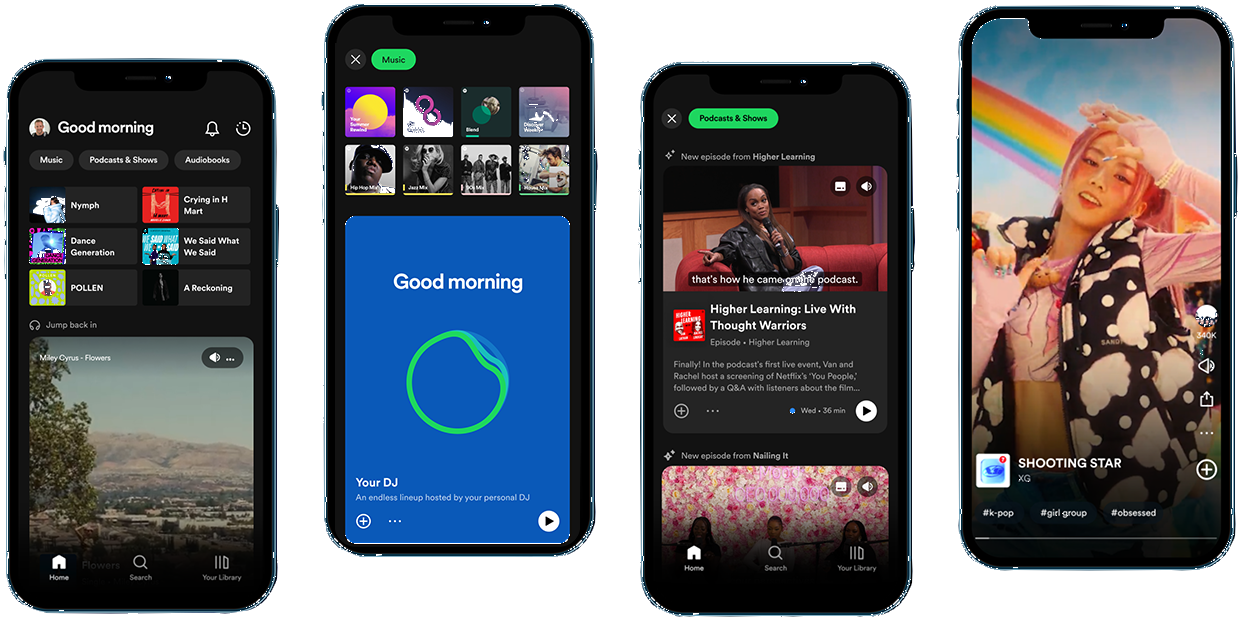 Good morning
Music
Podcasts & Shows
Audiobooks
Nymph
Crying in H
Mart
Dance
Generation
We Said What
We Said
POLLEN
A Reckoning
Jump back in
Miley Cyrus - Flowers
Flowers
Home
Search
Your Library
Music
Your
Summer
Rewind
Blend
Discover
Weekly
Hip Hop Mix
Jazz Mix
90s Mix
House Mix
Good morning
Your DJ
An endless lineup hosted by your personal DJ
Podcasts & Shows
New episode from Higher Learning
that's how he came online podcast.
HIGHER
LEARNING
Higher Learning: Live With
Thought Warriors
Episode • Higher Learning
Finally! In the podcast's first live event, Van and
Rachel host a screening of Netflix's 'You People,'
followed by a Q&A with listeners about the film...
Wed • 36 min
New episode from Nailing It
Home
Search
Your Library
340K
SHOOTING STAR
XG
#k-pop
#girl group
#obsessed